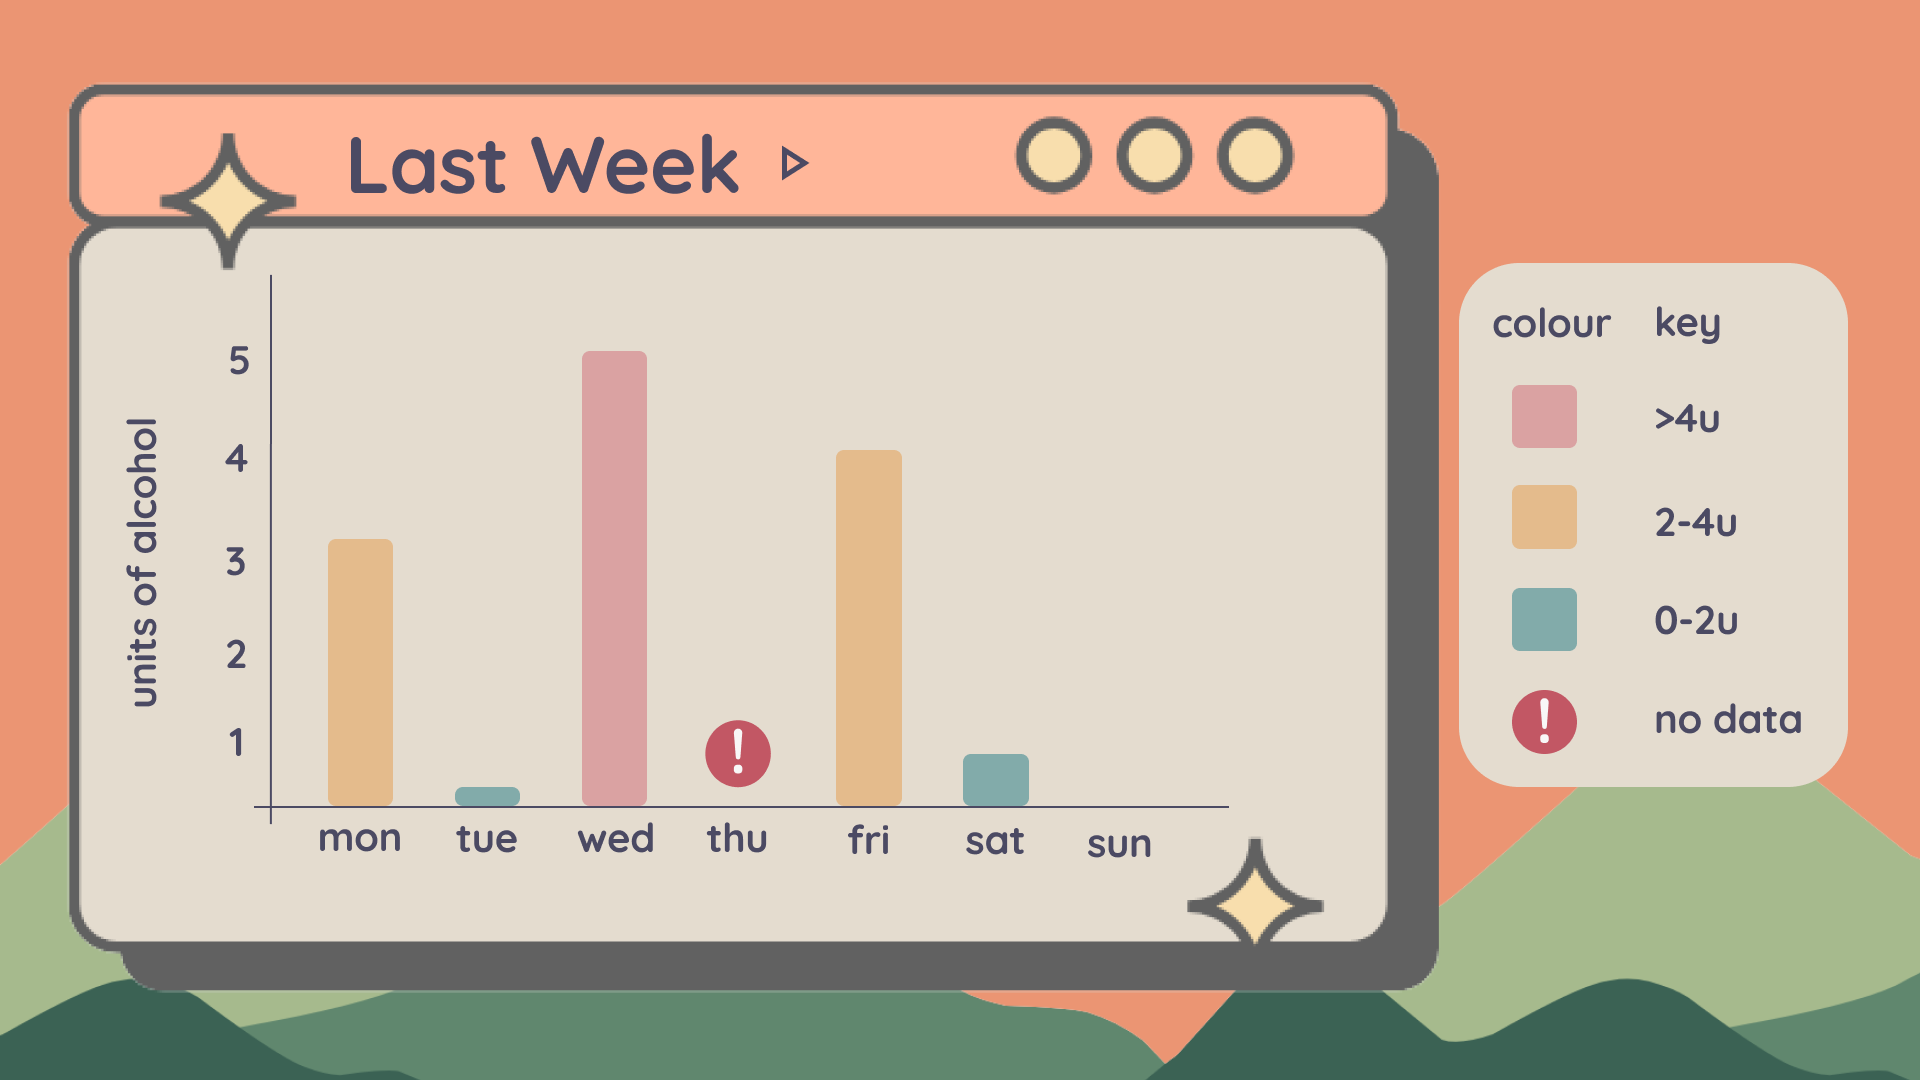 Last Week
units of alcohol
5
4
3
2
1
!
mon tue wed thu fri sat sun
colour key
>4u
2-4u
0-2u
! no data